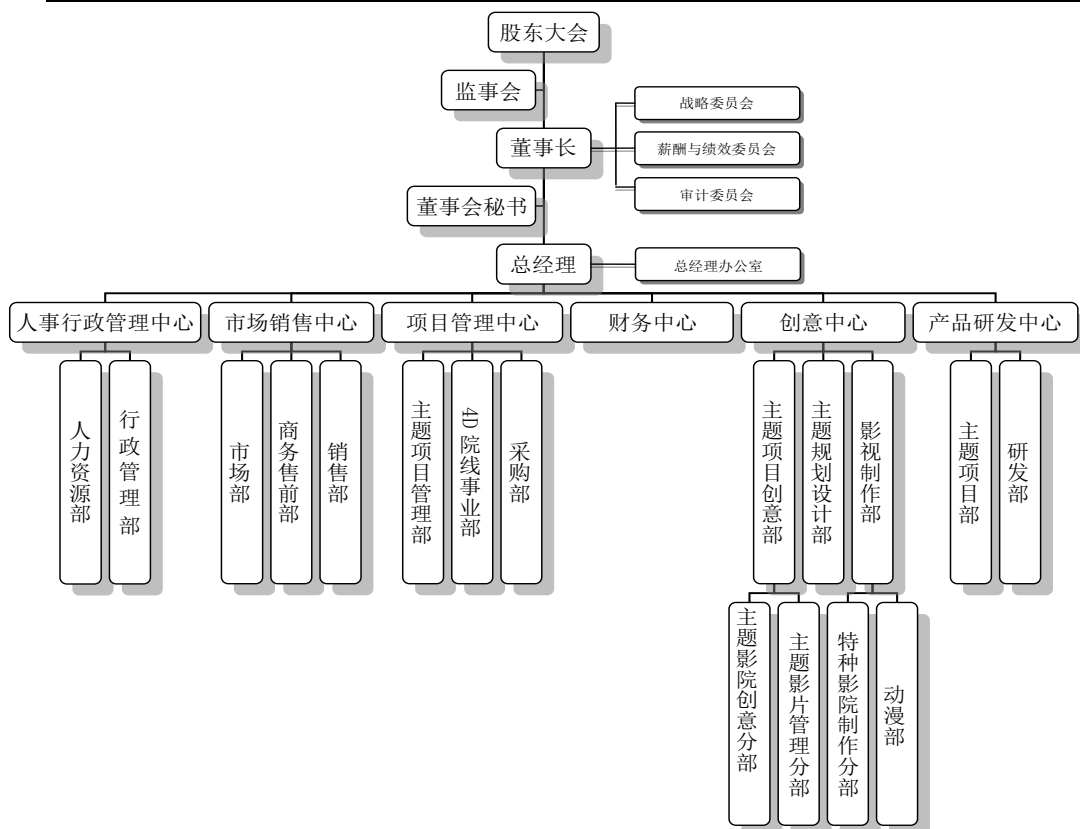 股东大会
监事会
战略委员会
董事长
薪酬与绩效委员会
审计委员会
董事会秘书
总经理
总经理办公室
人事行政管理中心
市场销售中心
项目管理中心
财务中心
创意中心
产品研发中心
人力资源部
行政管理部
市场部
商务售前部
销售部
主题项目管理部
4D院线事业部
采购部
主题项目创意部
主题规划设计部
影视制作部
主题项目部
研发部
主题影院创意分部
主题影片管理分部
特种影院制作分部
动漫部